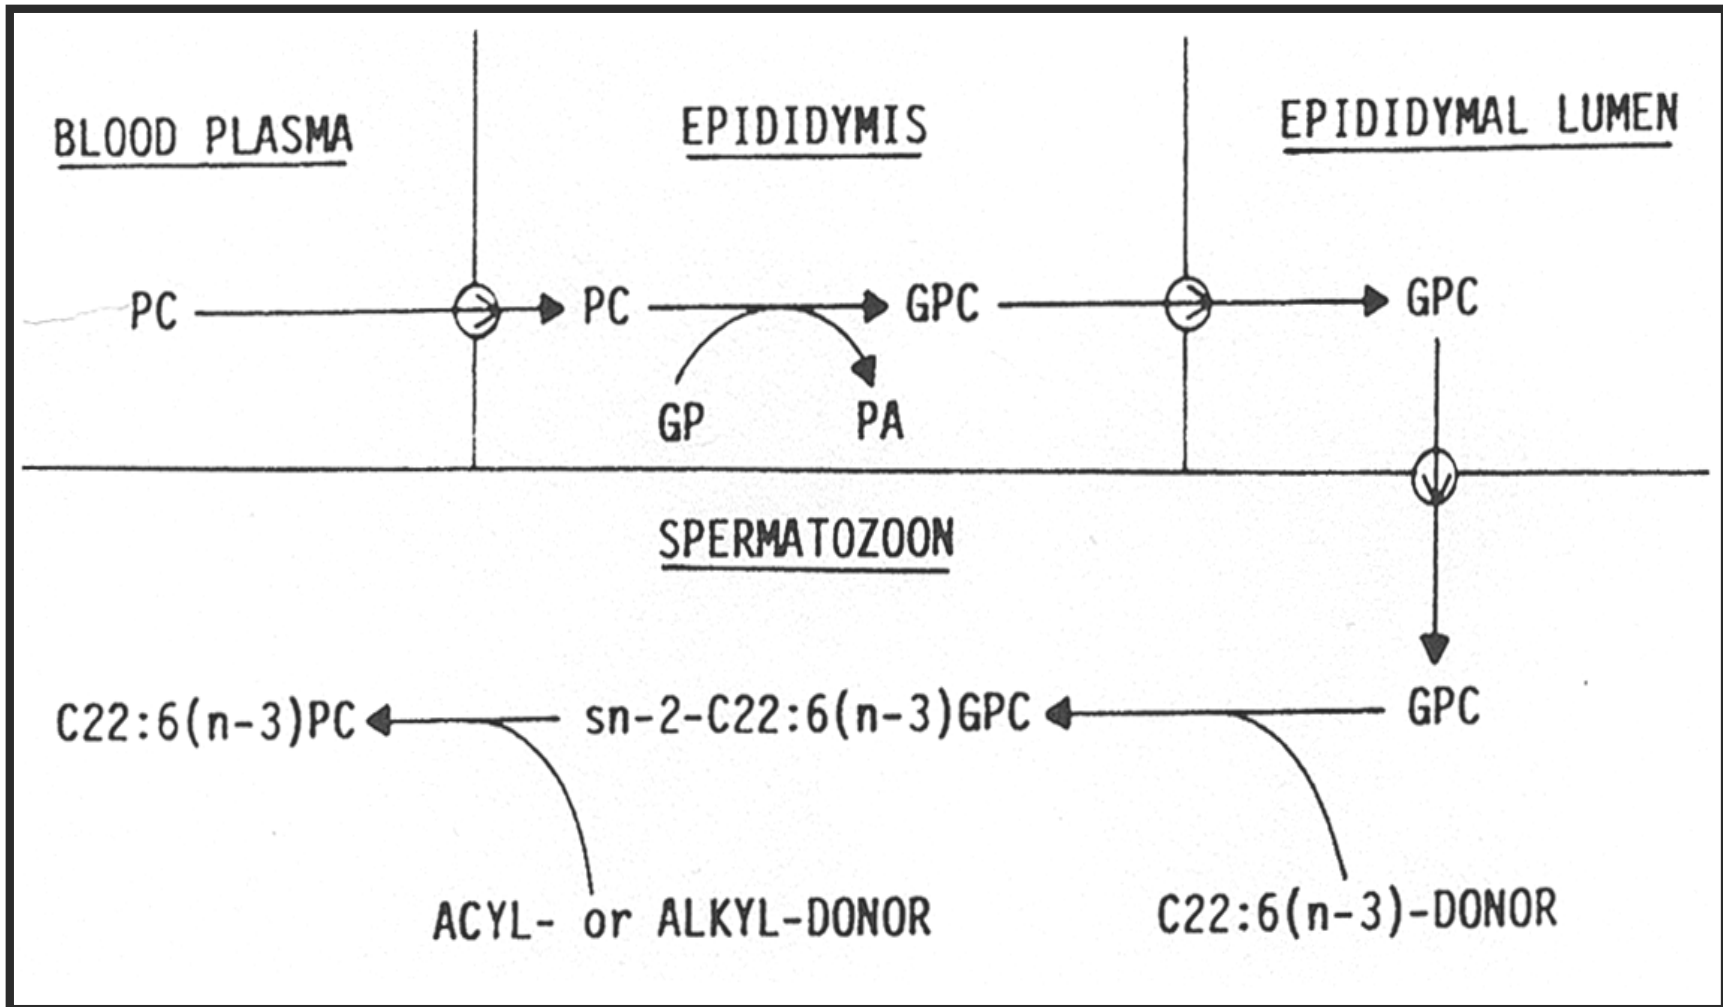 BLOOD PLASMA
EPIDIDYMIS
EPIDIDYMAL LUMEN
PC
PC
GPC
GPC
GP
PA
SPERMATOZOON
C22:6(n-3)PC
sn-2-C22:6(n-3)GPC
GPC
ACYL- or ALKYL-DONOR
C22:6(n-3)-DONOR